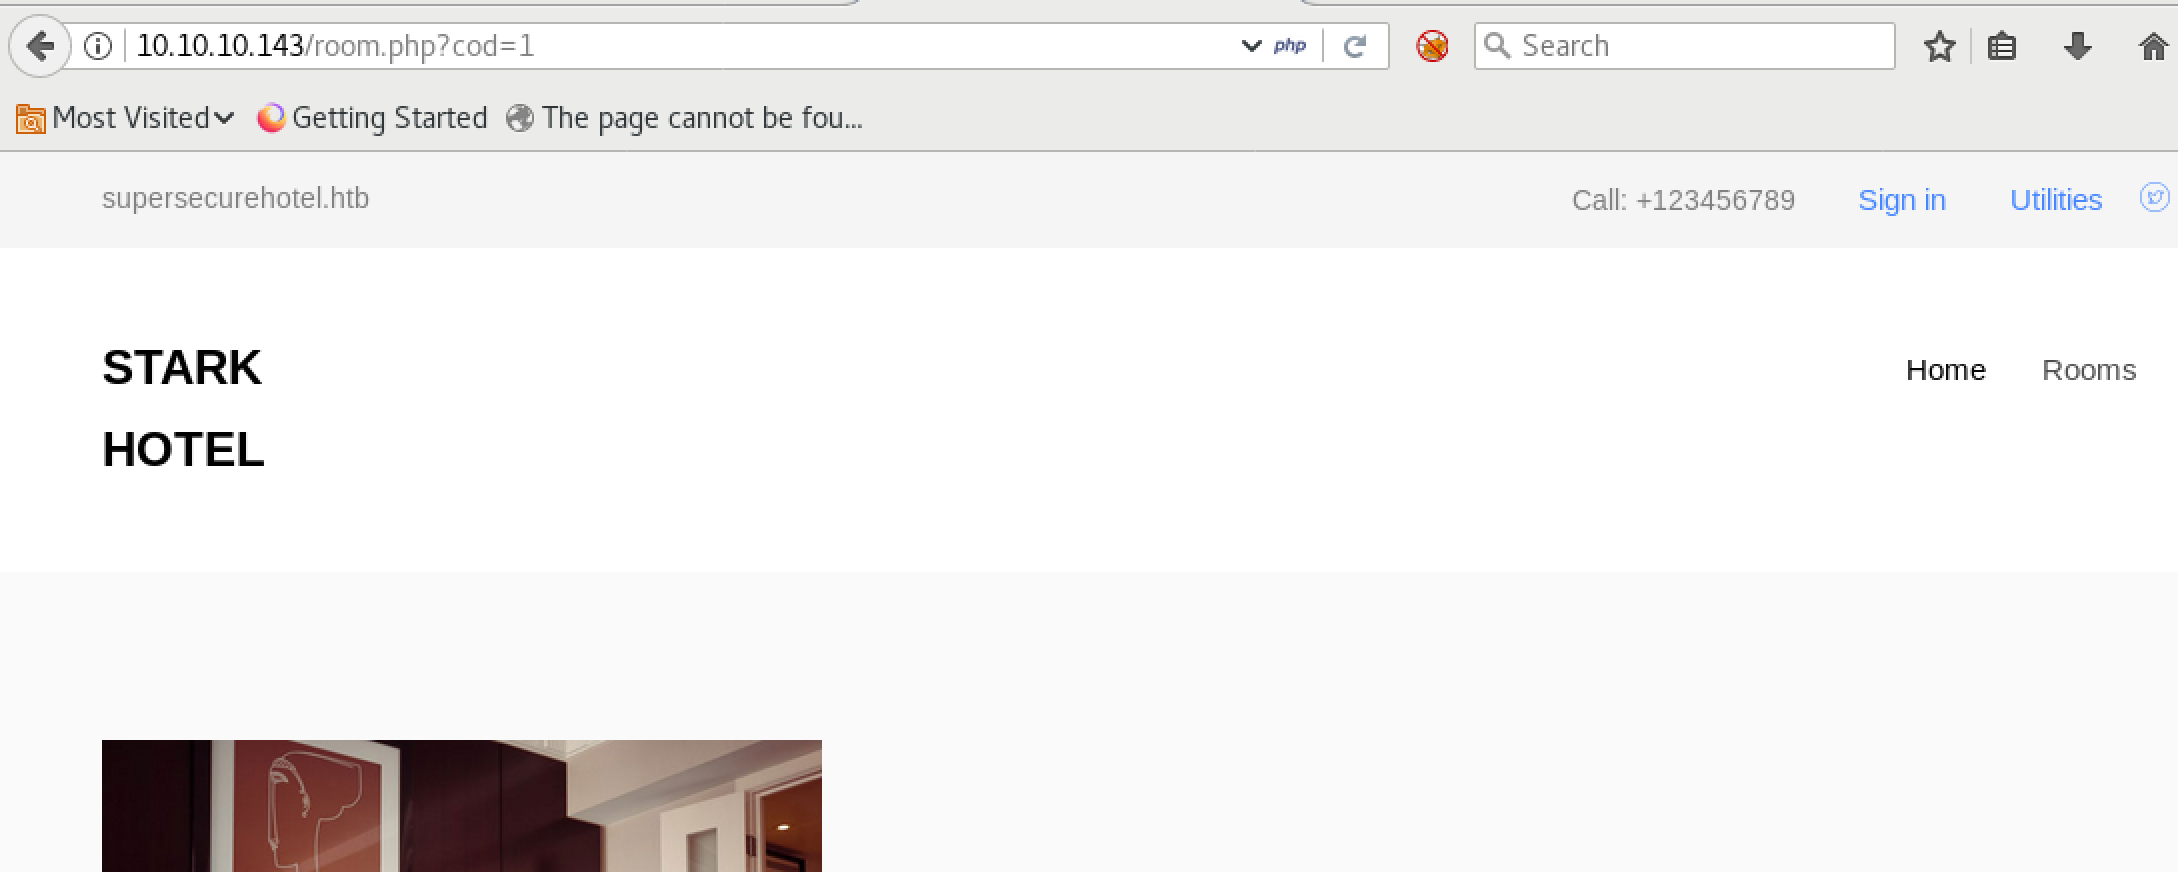 10.10.10.143/room.php?cod=1 php Search
Most Visited Getting Started The page cannot be fou...
supersecurehotel.htb Call: +123456789 Sign in Utilities
STARK Home Rooms
HOTEL